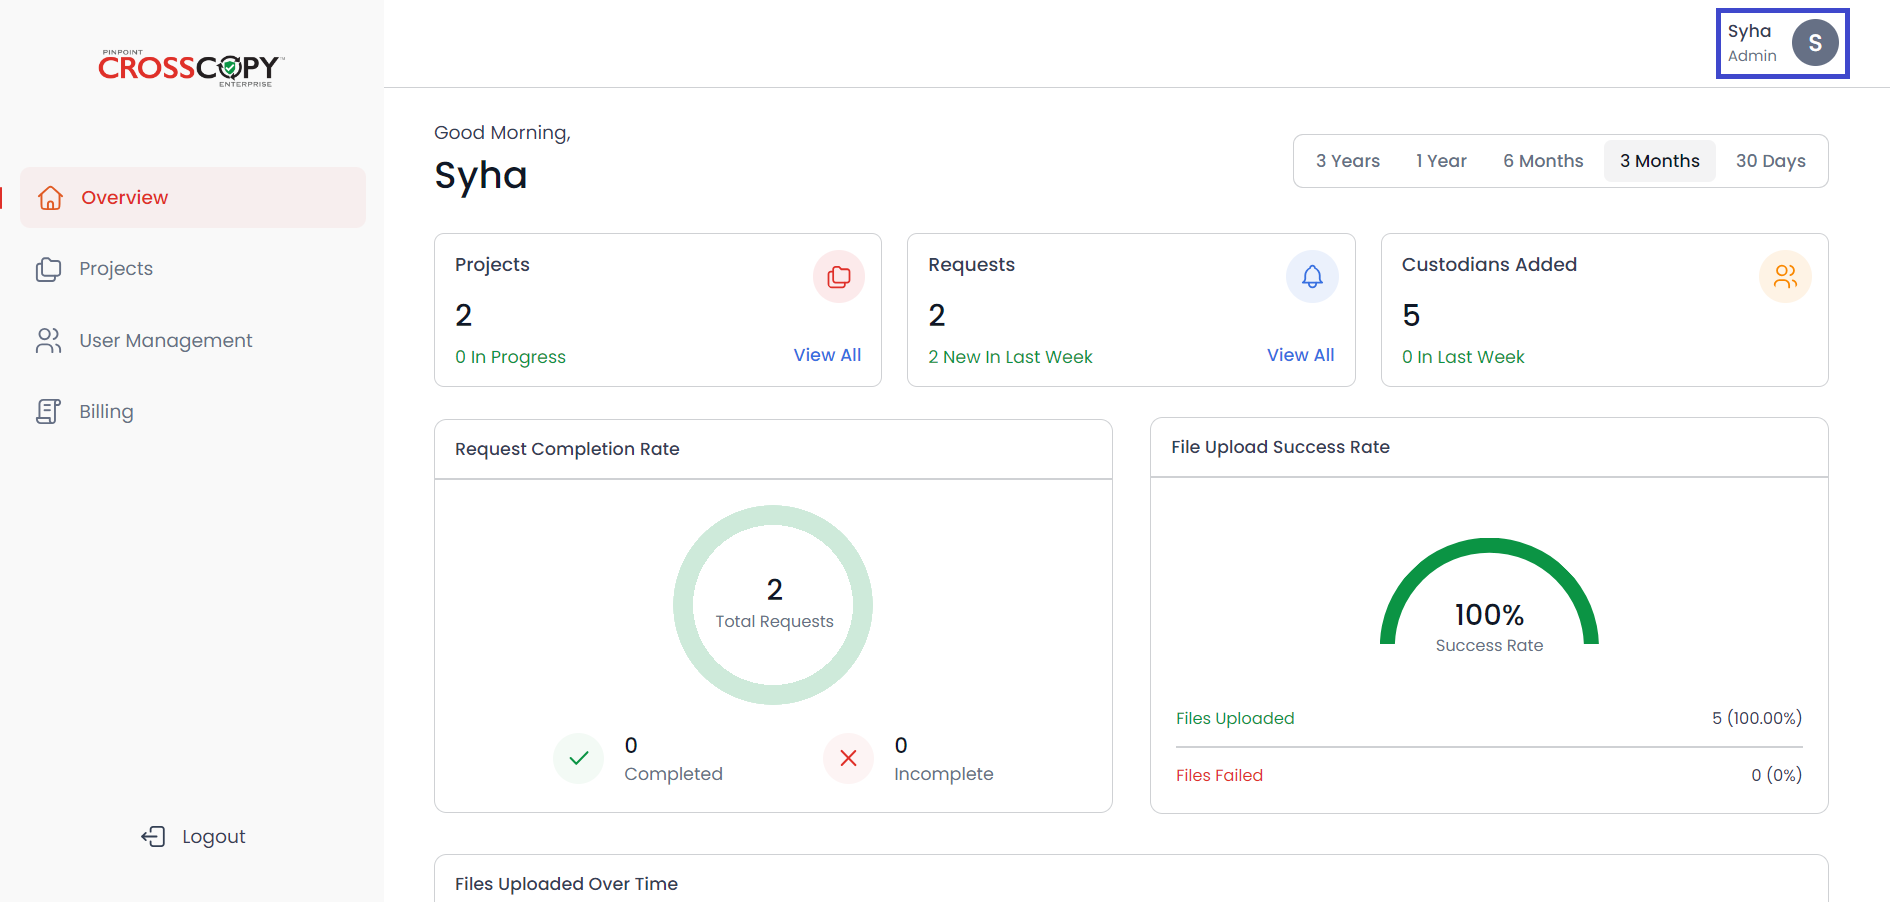 PINPOINT
CROSSCOPY™
ENTERPRISE
Overview
Projects
User Management
Billing
Logout
Syha
Admin
S
Good Morning,
Syha
3 Years 1 Year 6 Months 3 Months 30 Days
Projects
2
0 In Progress View All
Requests
2
2 New In Last Week View All
Custodians Added
5
0 In Last Week
Request Completion Rate
2
Total Requests
0
Completed
0
Incomplete
File Upload Success Rate
100%
Success Rate
Files Uploaded 5 (100.00%)
Files Failed 0 (0%)
Files Uploaded Over Time